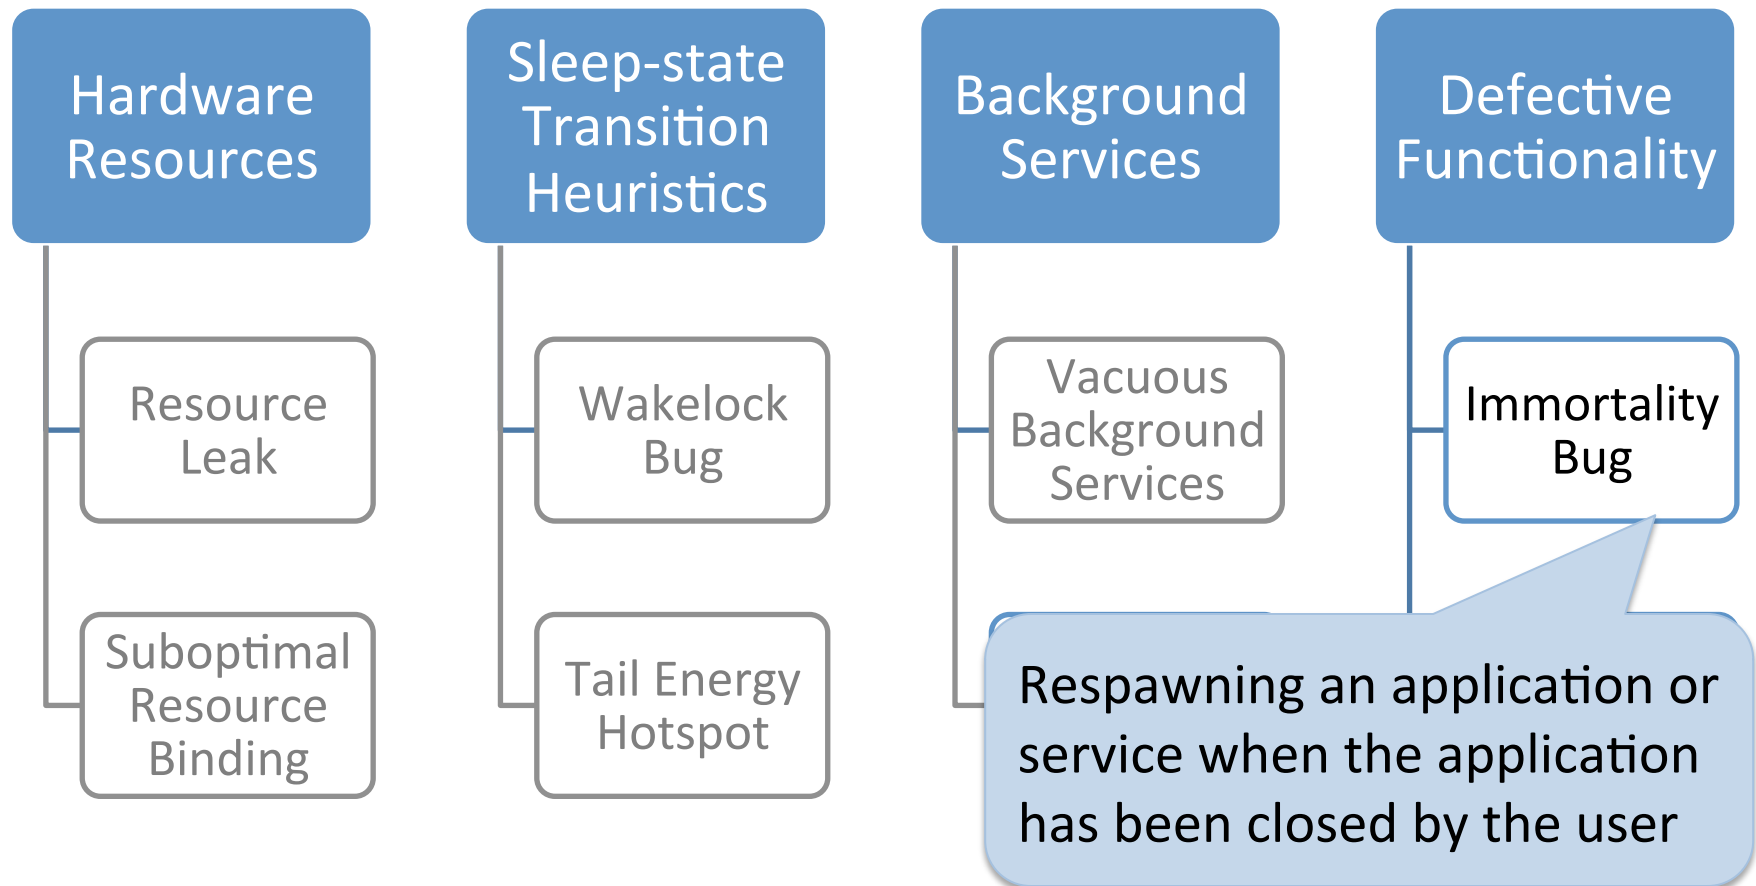 Hardware
Resources
Sleep-state
Transition
Heuristics
Background
Services
Defective
Functionality
Resource
Leak
Wakelock
Bug
Vacuous
Background
Services
Immortality
Bug
Suboptimal
Resource
Binding
Tail Energy
Hotspot
Respawning an application or
service when the application
has been closed by the user